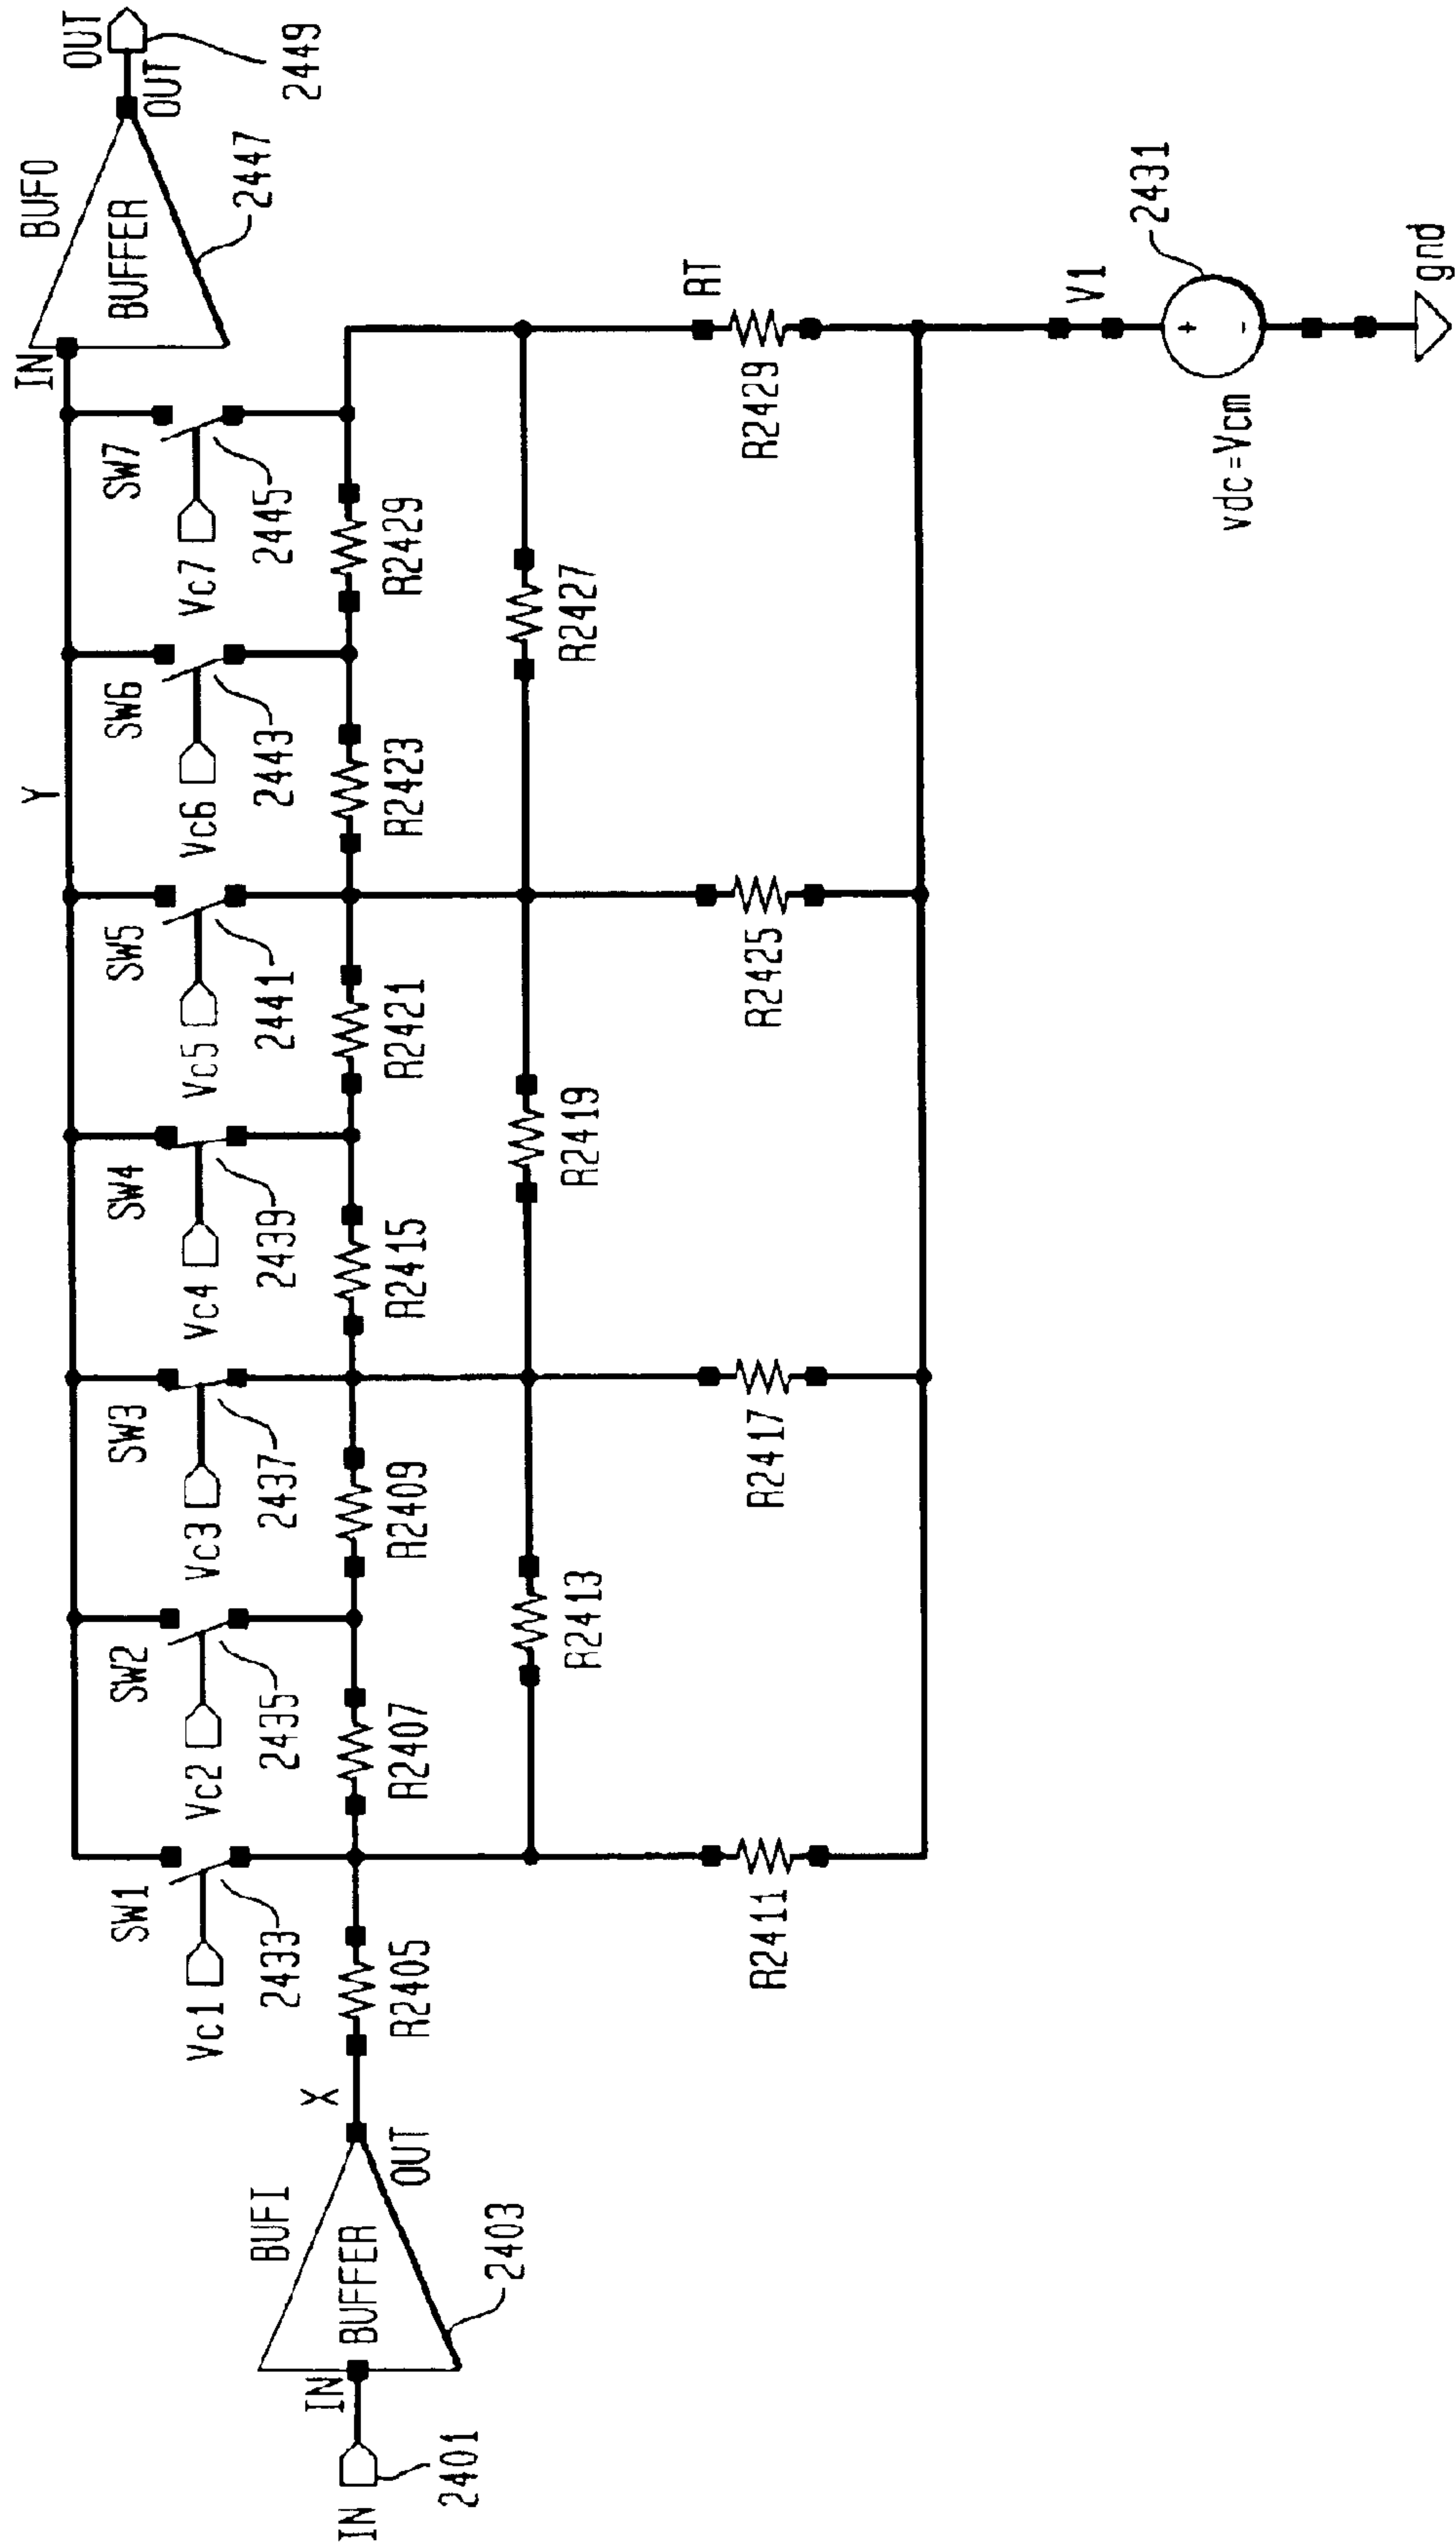 IN
2401
IN
BUFI
BUFFER
2403
OUT
X
R2405
Vc1
SW1
2433
R2411
R2407
Vc2
SW2
2435
R2413
R2409
Vc3
SW3
2437
R2417
R2415
Vc4
SW4
2439
R2419
R2421
Vc5
SW5
2441
R2425
Y
R2423
Vc6
SW6
2443
R2427
R2429
Vc7
SW7
2445
R2429
RT
IN
BUFO
BUFFER
2447
OUT
OUT
2449
V1
2431
+
-
vdc=Vcm
gnd